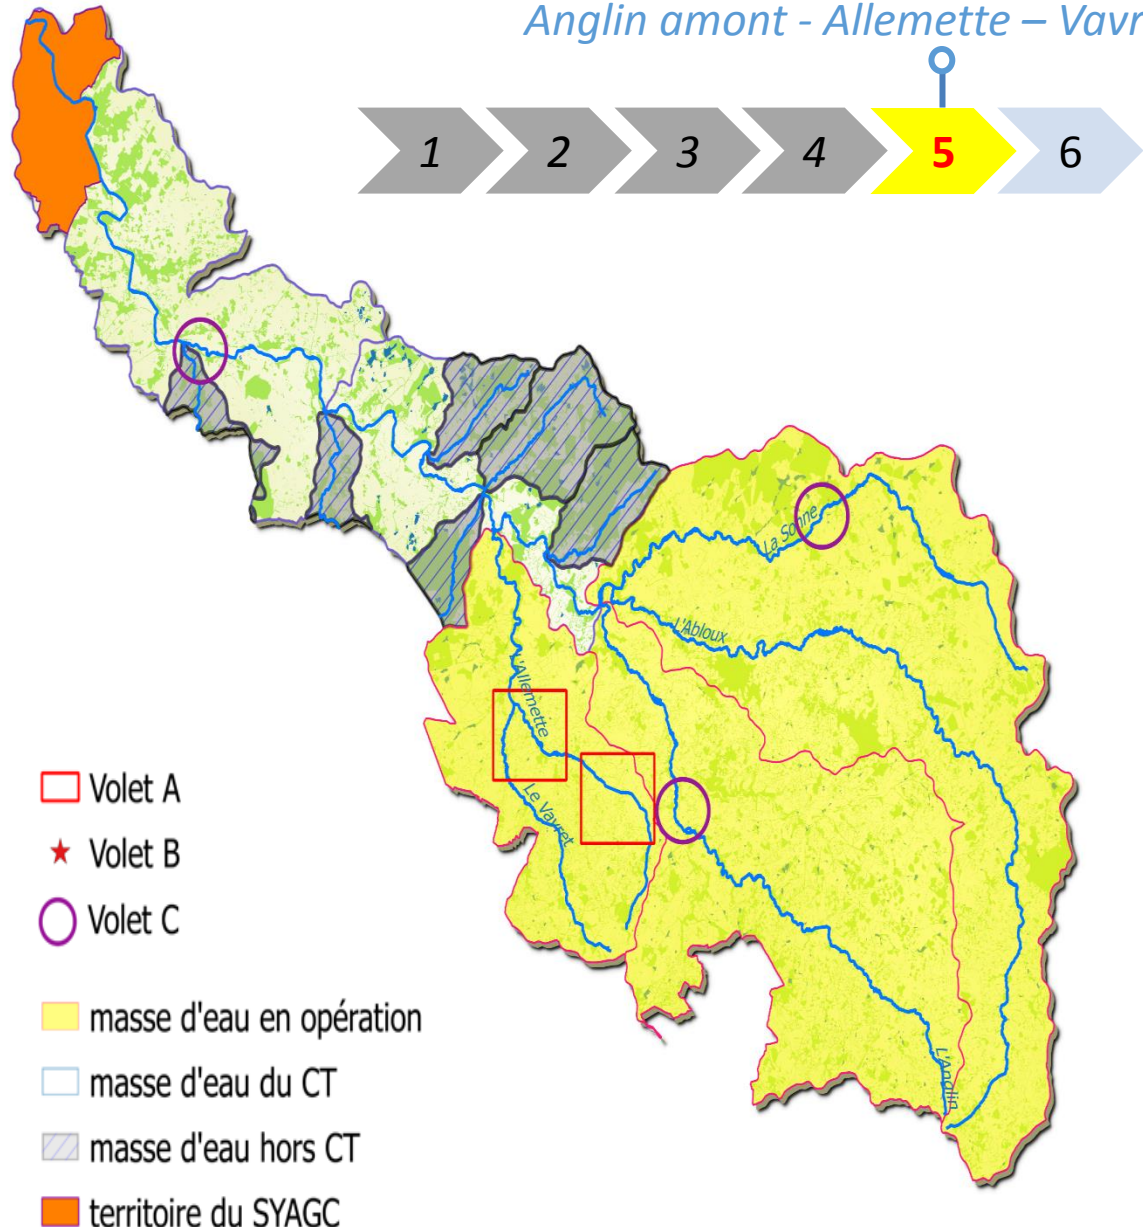 Anglin amont - Allemette – Vavr
1 2 3 4 5 6
La Sonne
L'Abloux
L'Allemette
Le Vavret
L'Anglin
Volet A
Volet B
Volet C
masse d'eau en opération
masse d'eau du CT
masse d'eau hors CT
territoire du SYAGC